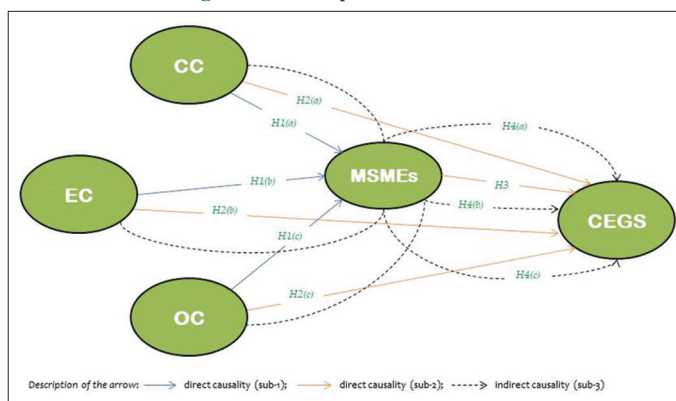 CC
H2(a)
H1(a)
H4(a)
MSMEs
H1(b)
H3
EC
H2(b)
H4(b)
CEGS
H1(c)
H4(c)
H2(c)
OC
Description of the arrow: direct causality (sub-1); direct causality (sub-2); indirect causality (sub-3)